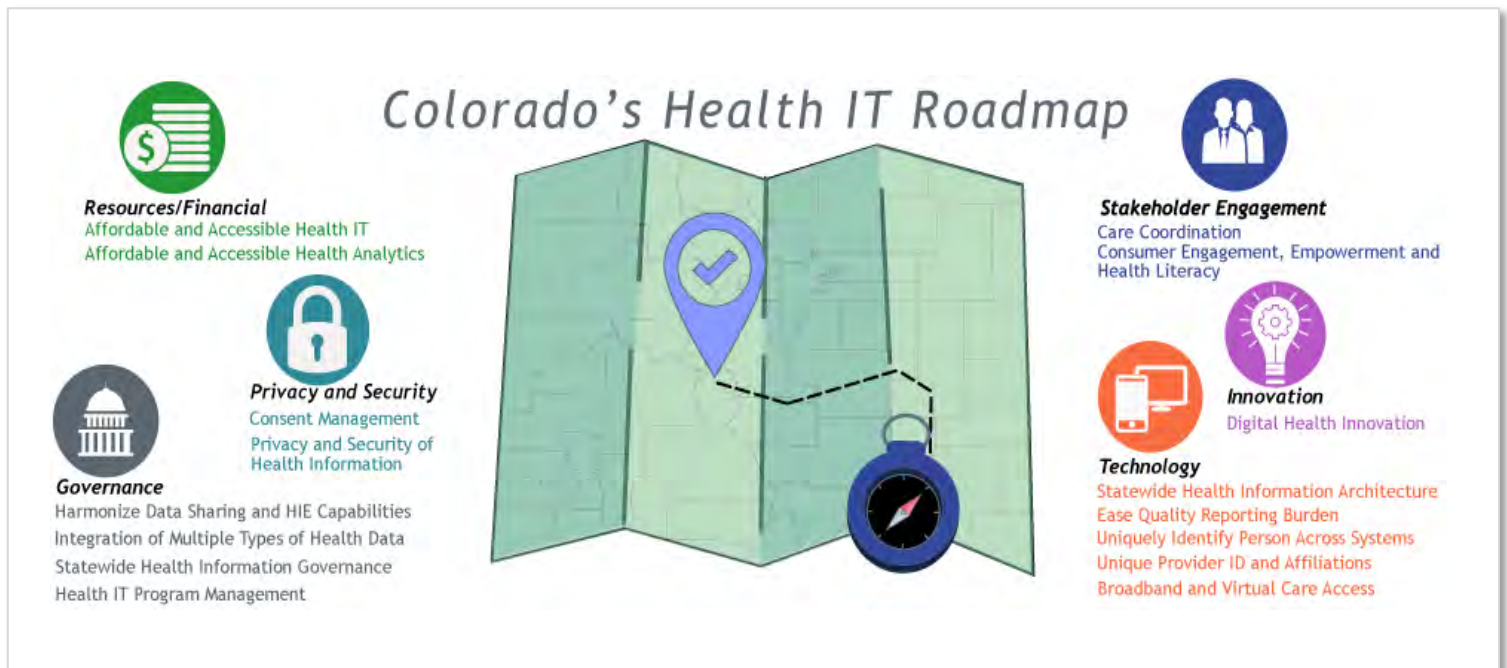 Colorado's Health IT Roadmap
$
Resources/Financial
Affordable and Accessible Health IT
Affordable and Accessible Health Analytics
Privacy and Security
Consent Management
Privacy and Security of
Health Information
Governance
Harmonize Data Sharing and HIE Capabilities
Integration of Multiple Types of Health Data
Statewide Health Information Governance
Health IT Program Management
Stakeholder Engagement
Care Coordination
Consumer Engagement, Empowerment and
Health Literacy
Innovation
Digital Health Innovation
Technology
Statewide Health Information Architecture
Ease Quality Reporting Burden
Uniquely Identify Person Across Systems
Unique Provider ID and Affiliations
Broadband and Virtual Care Access